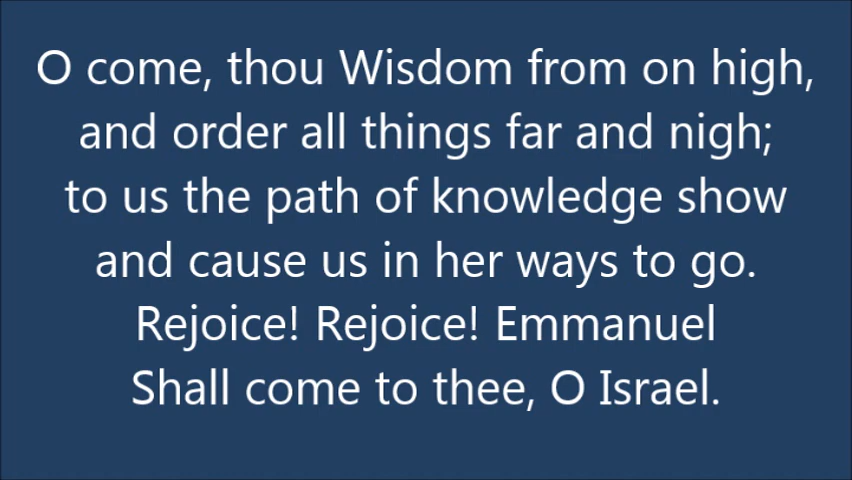 O come, thou Wisdom from on high,
and order all things far and nigh;
to us the path of knowledge show
and cause us in her ways to go.
Rejoice! Rejoice! Emmanuel
Shall come to thee, O Israel.